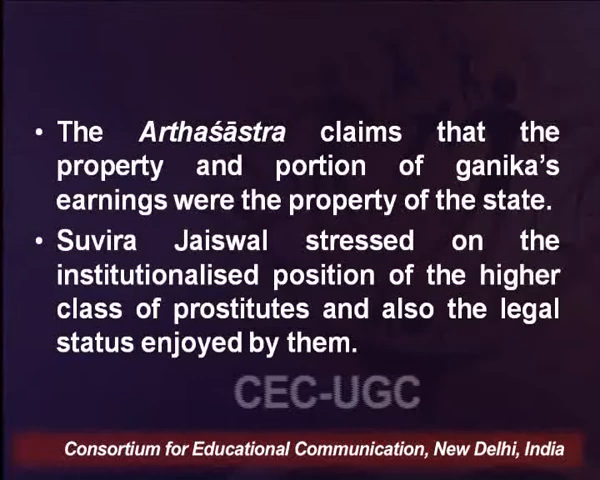 • The Arthaśāstra claims that the
property and portion of ganika's
earnings were the property of the state.
• Suvira Jaiswal stressed on the
institutionalised position of the higher
class of prostitutes and also the legal
status enjoyed by them.
CEC-UGC
Consortium for Educational Communication, New Delhi, India